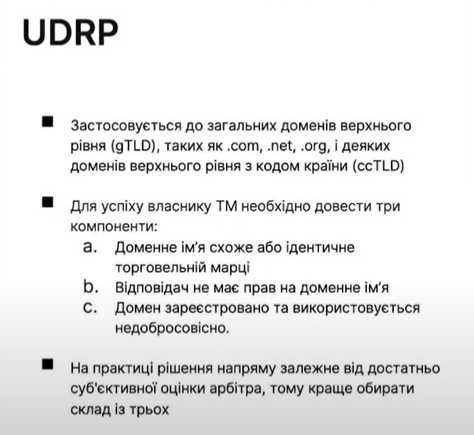 UDRP
■ Застосовується до загальних доменів верхнього
рівня (gTLD), таких як .com, .net, .org, і деяких
доменів верхнього рівня з кодом країни (ccTLD)
■ Для успіху власнику ТМ необхідно довести три
компоненти:
a. Доменне ім’я схоже або ідентичне
торговельній марці
b. Відповідач не має прав на доменне ім’я
c. Домен зареєстровано та використовується
недобросовісно.
■ На практиці рішення напряму залежне від достатньо
суб'єктивної оцінки арбітра, тому краще обирати
склад із трьох